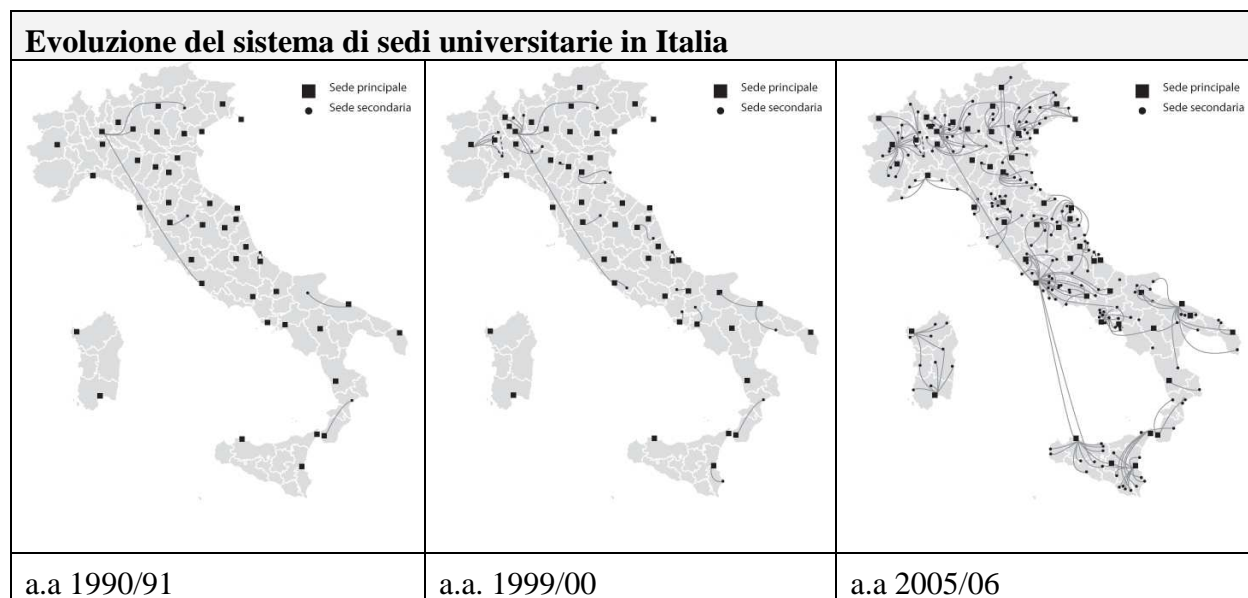 Evoluzione del sistema di sedi universitarie in Italia
Sede principale
Sede secondaria
Sede principale
Sede secondaria
Sede principale
Sede secondaria
a.a 1990/91
a.a. 1999/00
a.a 2005/06